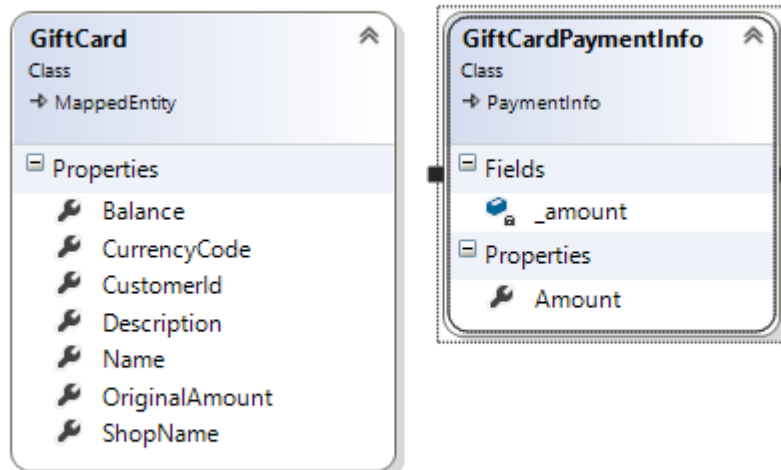 GiftCard
Class
MappedEntity
Properties
Balance
CurrencyCode
CustomerId
Description
Name
OriginalAmount
ShopName
GiftCardPaymentInfo
Class
PaymentInfo
Fields
_amount
Properties
Amount